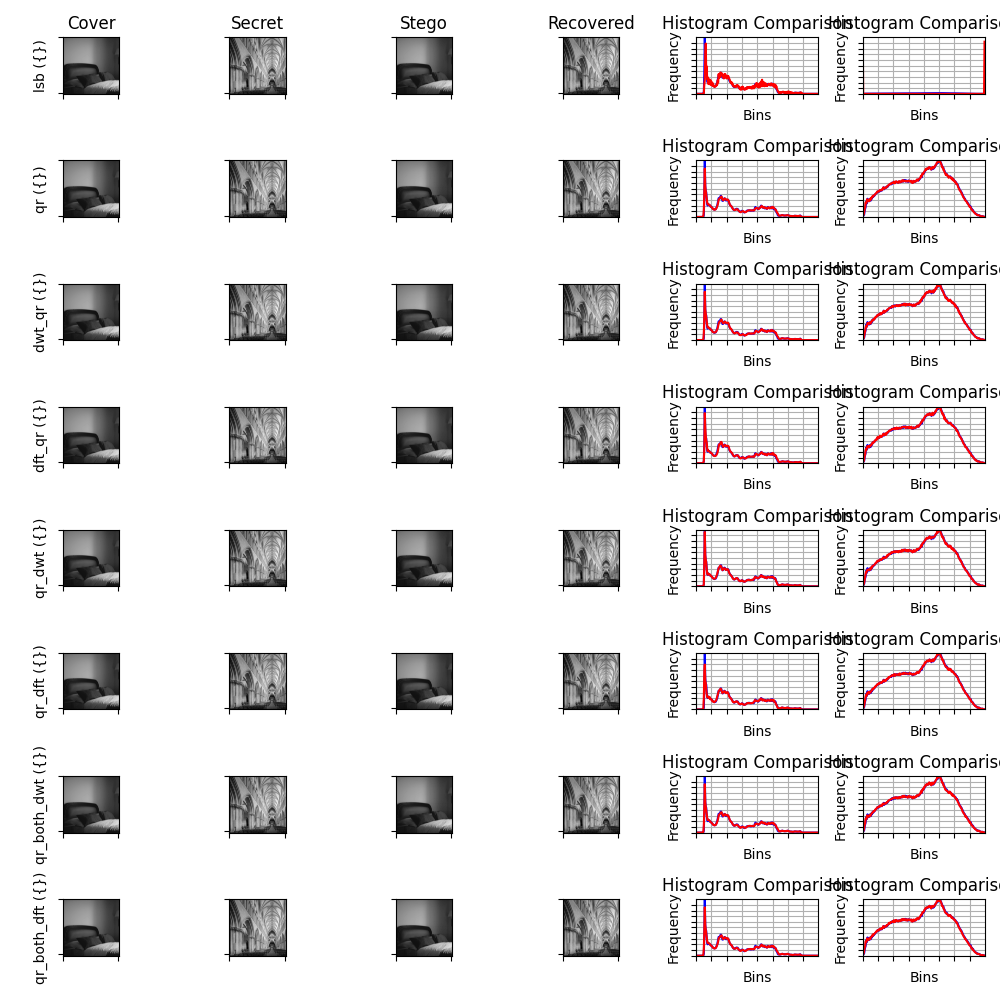 Cover Secret Stego Recovered Histogram Comparison Histogram Comparis
lsb ({}) Frequency Frequency
Bins Bins
Histogram Comparison Histogram Comparis
qr ({}) Frequency Frequency
Bins Bins
Histogram Comparison Histogram Comparis
dwt_qr ({}) Frequency Frequency
Bins Bins
Histogram Comparison Histogram Comparis
dft_qr ({}) Frequency Frequency
Bins Bins
Histogram Comparison Histogram Comparis
qr_dwt ({}) Frequency Frequency
Bins Bins
Histogram Comparison Histogram Comparis
qr_dft ({}) Frequency Frequency
Bins Bins
Histogram Comparison Histogram Comparis
qr_both_dwt ({}) Frequency Frequency
Bins Bins
Histogram Comparison Histogram Comparis
qr_both_dft ({}) Frequency Frequency
Bins Bins